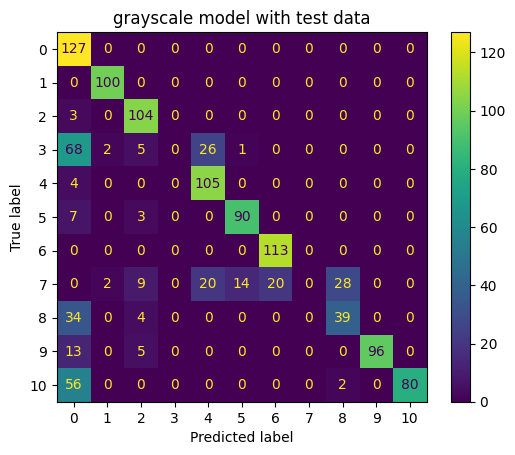 grayscale model with test data
0 127 0 0 0 0 0 0 0 0 0 0
1 0 100 0 0 0 0 0 0 0 0 0
2 3 0 104 0 0 0 0 0 0 0 0
3 68 2 5 0 26 1 0 0 0 0 0
4 4 0 0 0 105 0 0 0 0 0 0
5 7 0 3 0 0 90 0 0 0 0 0
6 0 0 0 0 0 0 113 0 0 0 0
7 0 2 9 0 20 14 20 0 28 0 0
8 34 0 4 0 0 0 0 0 39 0 0
9 13 0 5 0 0 0 0 0 0 96 0
10 56 0 0 0 0 0 0 0 2 0 80
0 1 2 3 4 5 6 7 8 9 10
Predicted label
True label
120
100
80
60
40
20
0